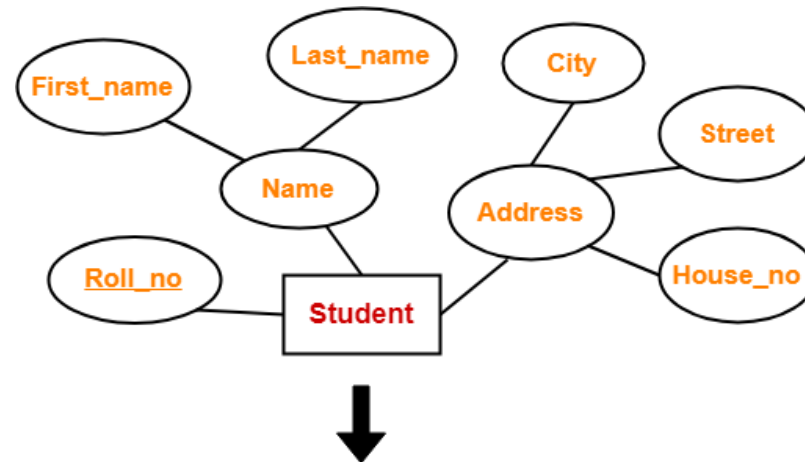 Last_name
City
First_name
Street
Name
Address
Roll_no
House_no
Student